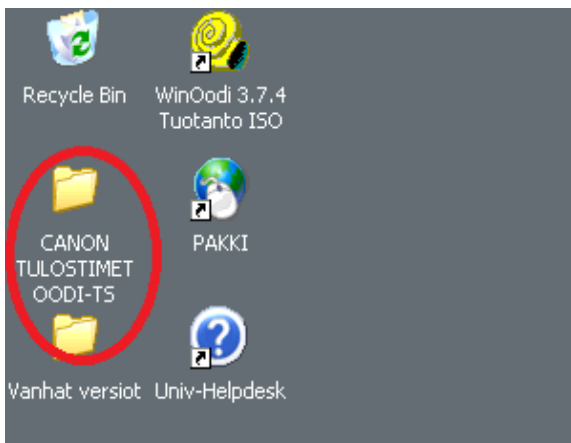 Recycle Bin
WinOodi 3.7.4
Tuotanto ISO
CANON
TULOSTIMET
OODI-TS
PAKKI
Vanhat versiot
Univ-Helpdesk